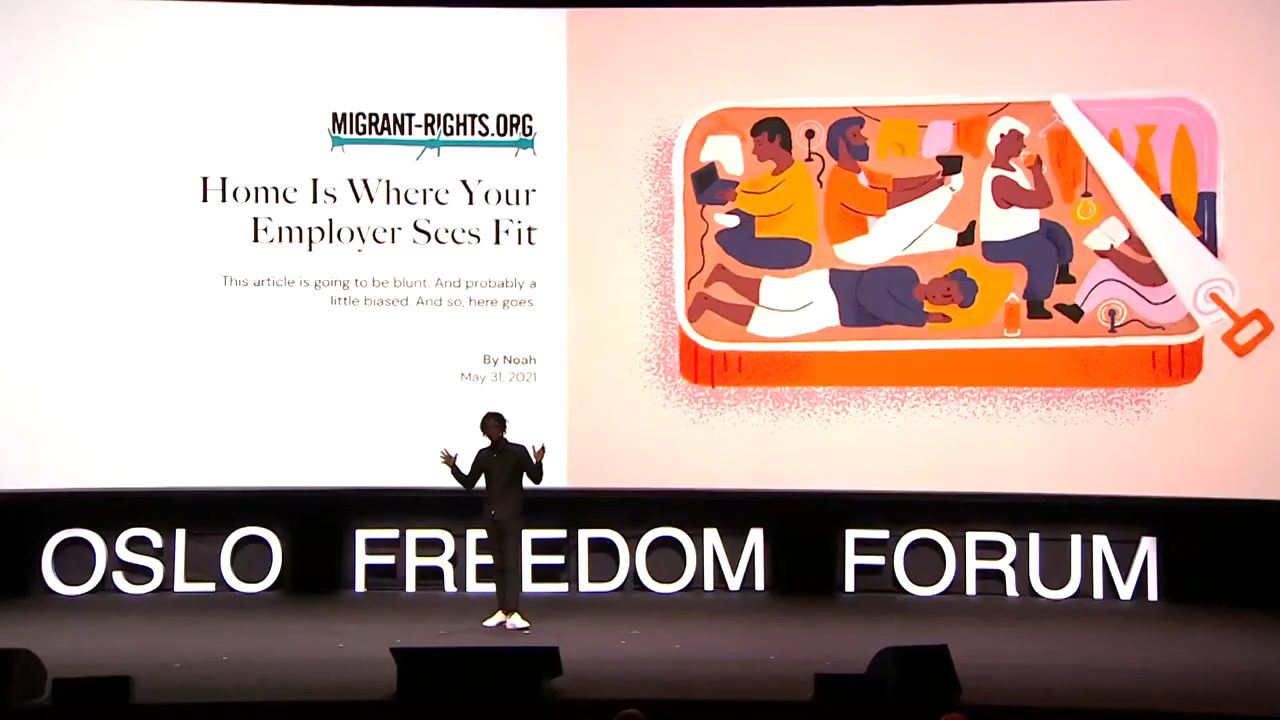 MIGRANT-RIGHTS.ORG
Home Is Where Your
Employer Sees Fit
This article is going to be blunt. And probably a
little biased. And so, here goes.
By Noah
May 31, 2021
OSLO FREEDOM FORUM